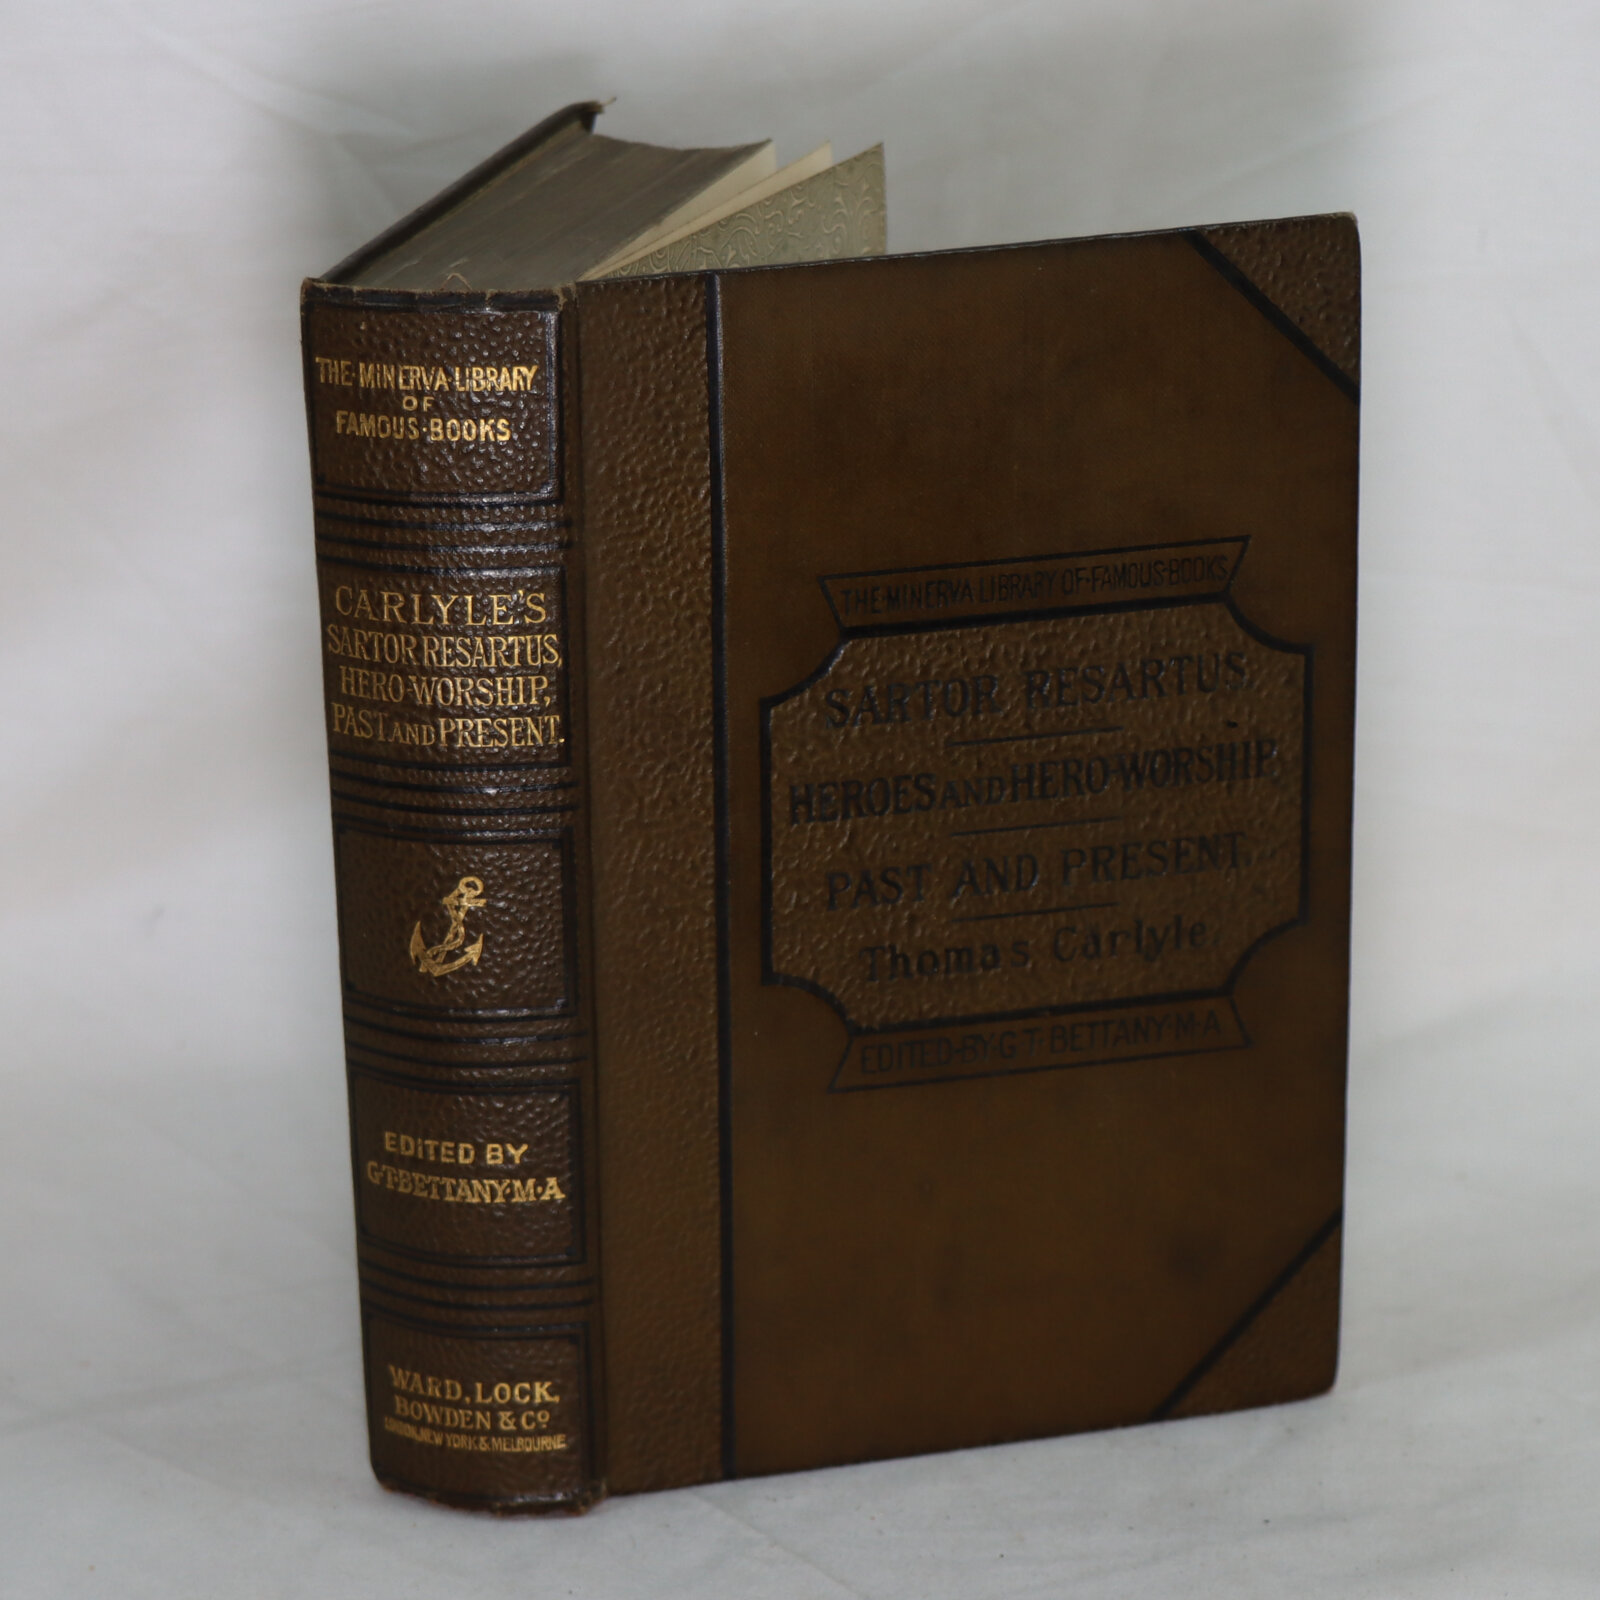 THE·MINERVA·LIBRARY
OF
FAMOUS·BOOKS
CARLYLE'S
SARTOR RESARTUS,
HERO-WORSHIP,
PAST AND PRESENT.
EDITED BY
G·T·BETTANY·M·A
WARD, LOCK,
BOWDEN & Co
LONDON, NEW YORK & MELBOURNE
THE·MINERVA LIBRARY OF·FAMOUS·BOOKS
SARTOR RESARTUS.
HEROES AND HERO-WORSHIP,
PAST AND PRESENT.
Thomas Carlyle.
EDITED·BY·G T·BETTANY·M·A